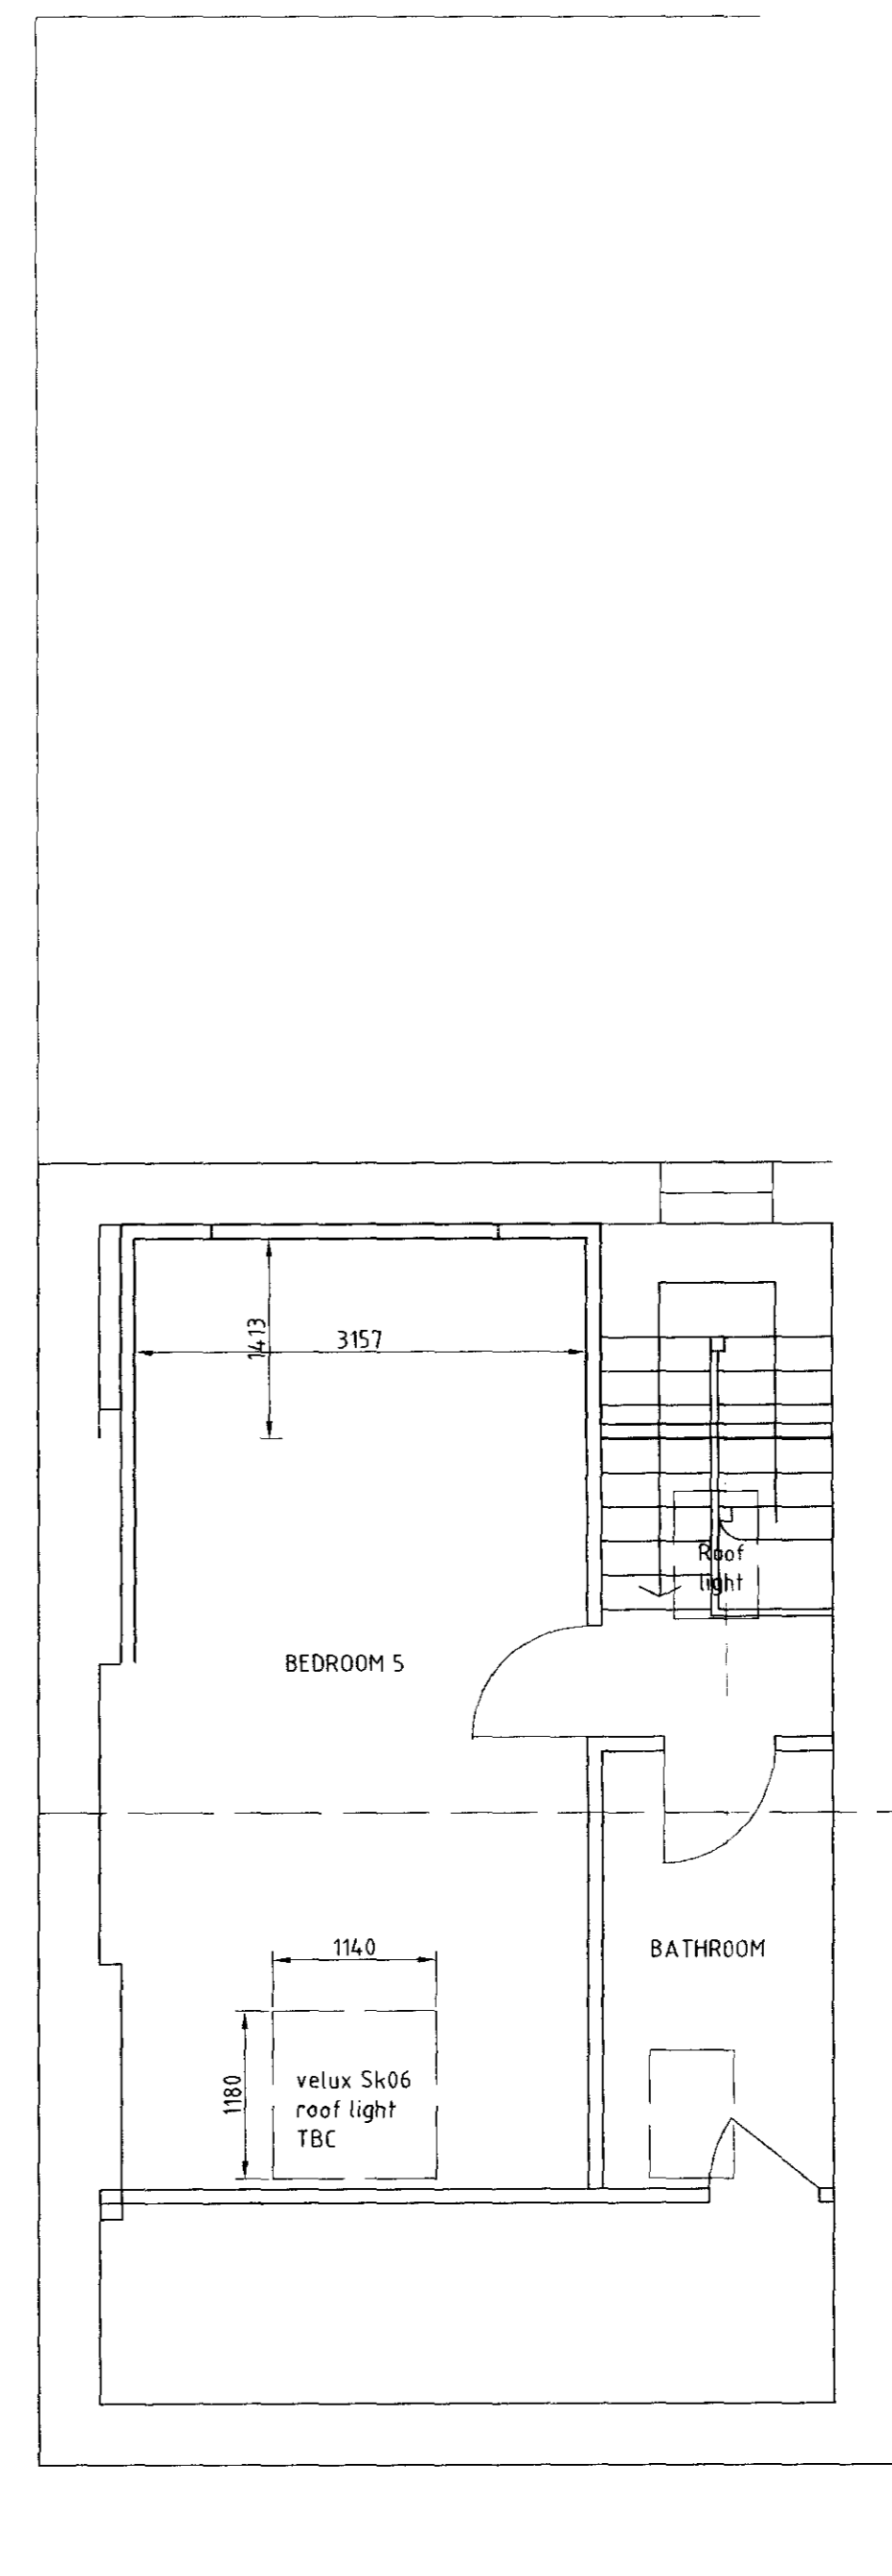 1413
3157
Roof
light
BEDROOM 5
1140
BATHROOM
1180
velux Sk06
roof light
TBC